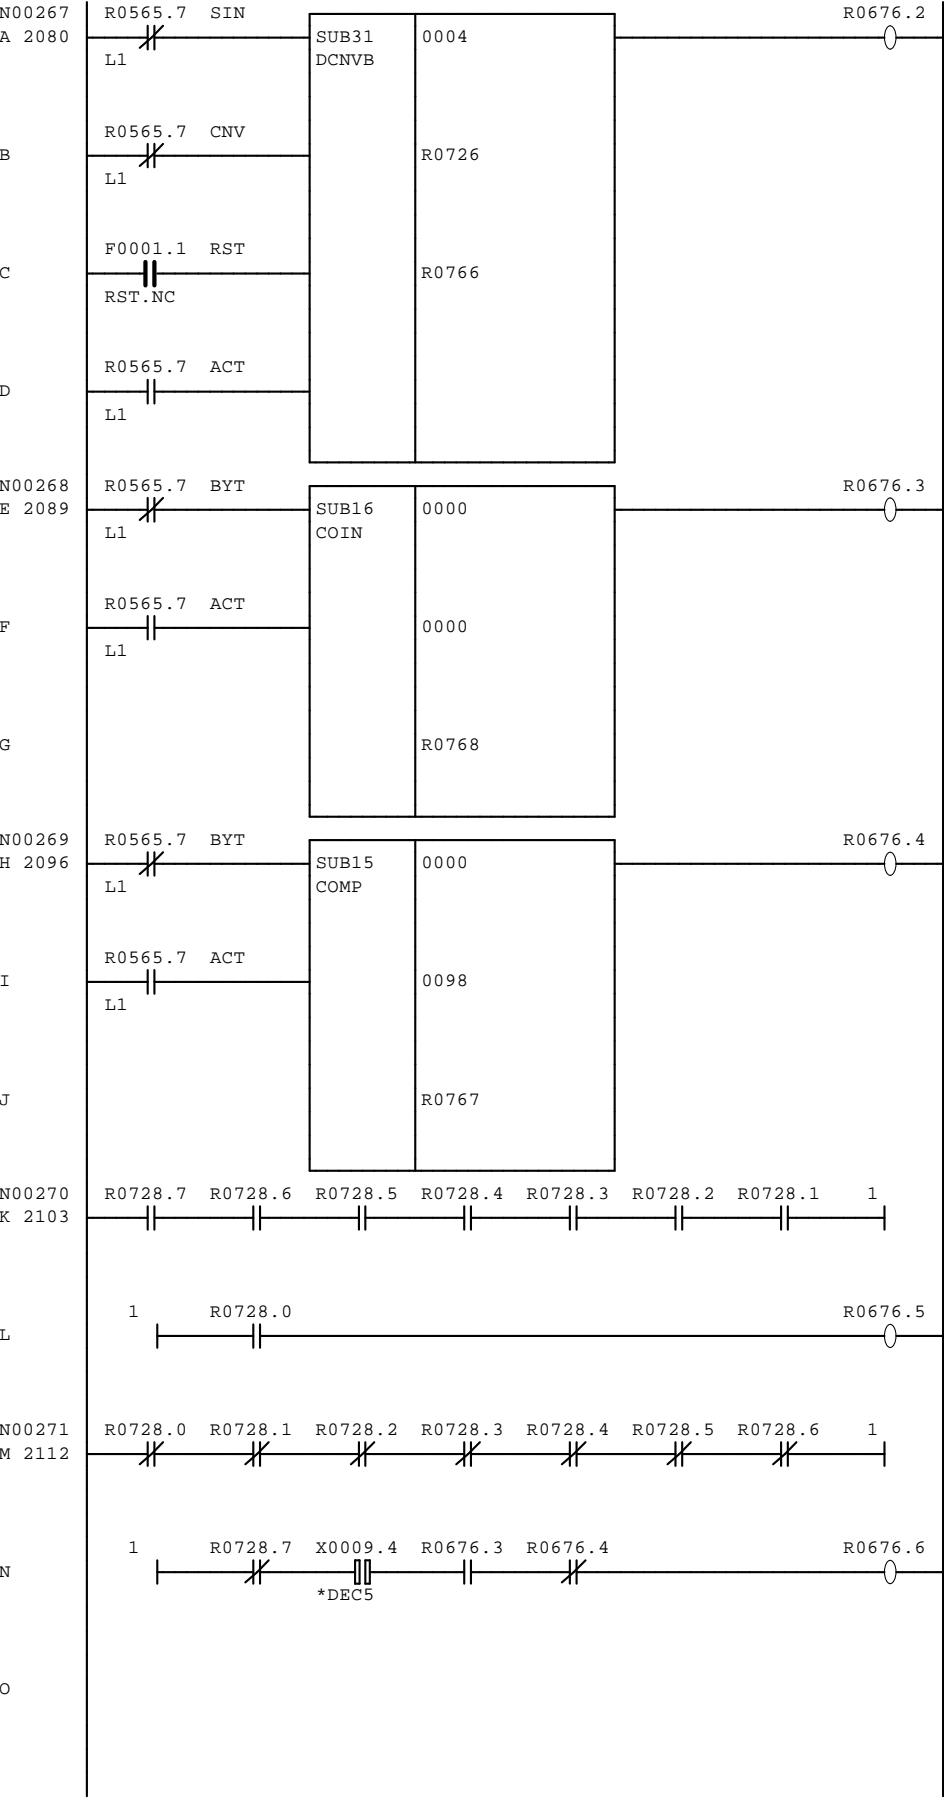 N00267 R0565.7 SIN R0676.2
A 2080 SUB31 0004
L1 DCNVB
R0565.7 CNV
B R0726
L1
F0001.1 RST
C R0766
RST.NC
R0565.7 ACT
D
L1
N00268 R0565.7 BYT R0676.3
E 2089 SUB16 0000
L1 COIN
R0565.7 ACT
F 0000
L1
G R0768
N00269 R0565.7 BYT R0676.4
H 2096 SUB15 0000
L1 COMP
R0565.7 ACT
I 0098
L1
J R0767
N00270 R0728.7 R0728.6 R0728.5 R0728.4 R0728.3 R0728.2 R0728.1 1
K 2103
1 R0728.0 R0676.5
L
N00271 R0728.0 R0728.1 R0728.2 R0728.3 R0728.4 R0728.5 R0728.6 1
M 2112
1 R0728.7 X0009.4 R0676.3 R0676.4 R0676.6
N
*DEC5
O